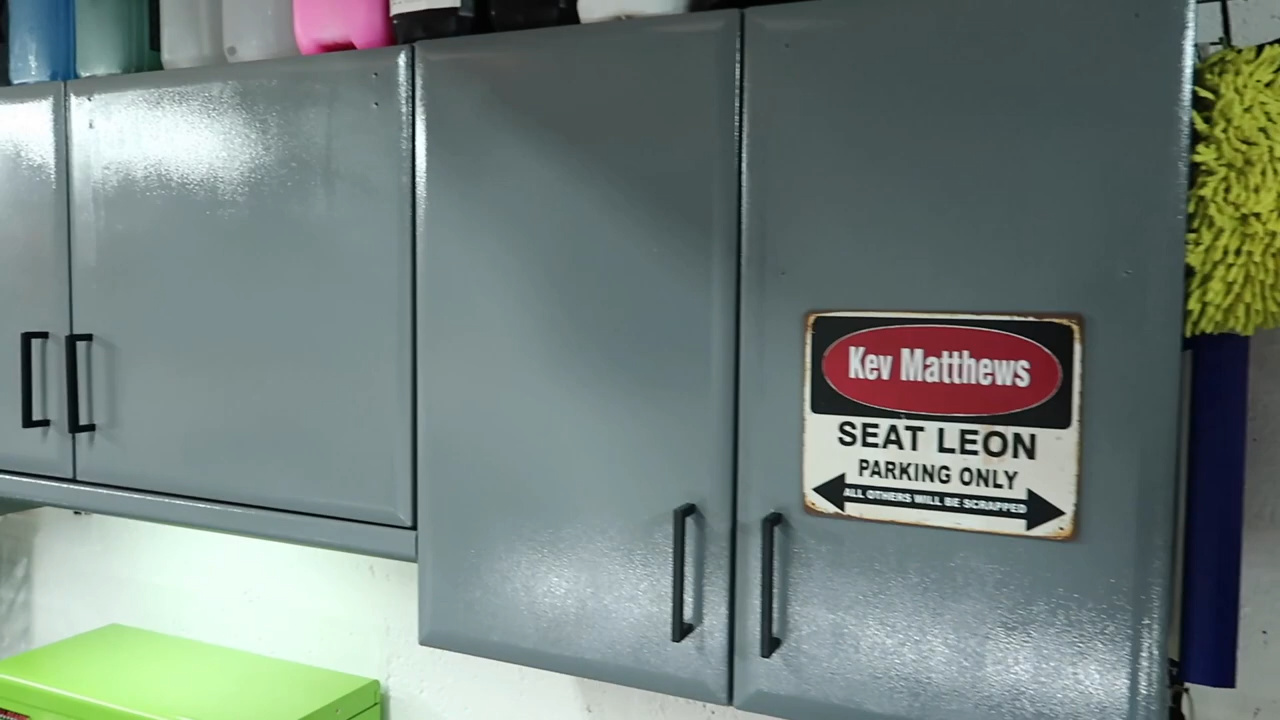 Kev Matthews
SEAT LEON
PARKING ONLY
ALL OTHERS WILL BE SCRAPPED